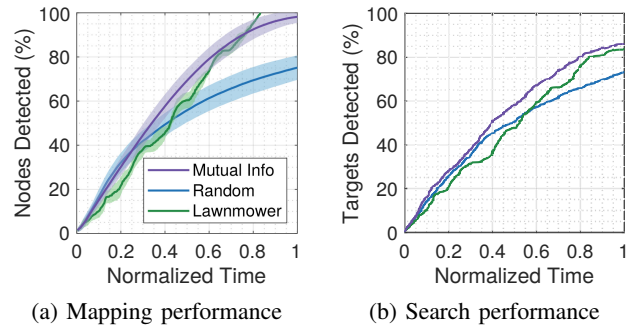 100
80
60
40
20
0
Nodes Detected (%)
Mutual Info
Random
Lawnmower
0 0.2 0.4 0.6 0.8 1
Normalized Time
(a) Mapping performance
100
80
60
40
20
0
Targets Detected (%)
0 0.2 0.4 0.6 0.8 1
Normalized Time
(b) Search performance